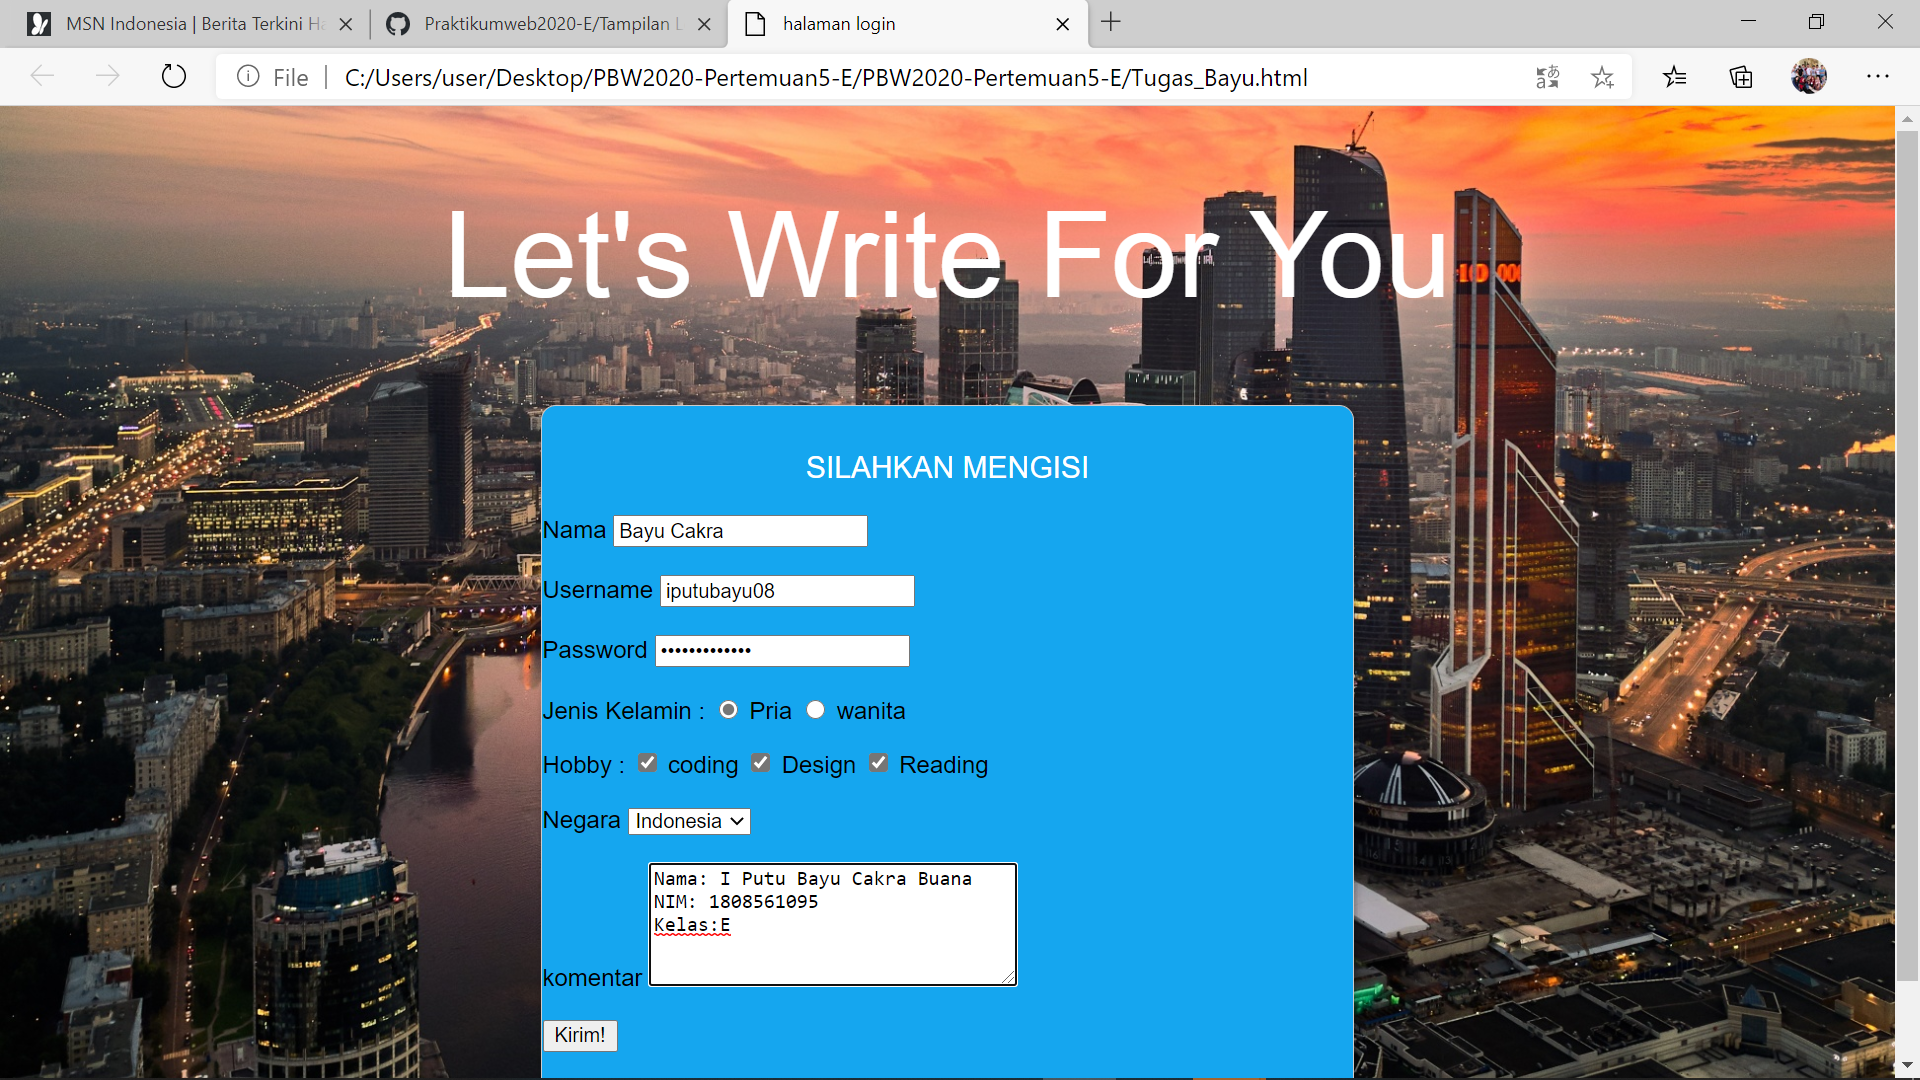 MSN Indonesia | Berita Terkini Ha
Praktikumweb2020-E/Tampilan L
halaman login
File
C:/Users/user/Desktop/PBW2020-Pertemuan5-E/PBW2020-Pertemuan5-E/Tugas_Bayu.html
Let's Write For You
SILAHKAN MENGISI
Nama Bayu Cakra
Username iputubayu08
Password •••••••••••••
Jenis Kelamin : Pria wanita
Hobby : coding Design Reading
Negara Indonesia
Nama: I Putu Bayu Cakra Buana
NIM: 1808561095
Kelas:E
komentar
Kirim!